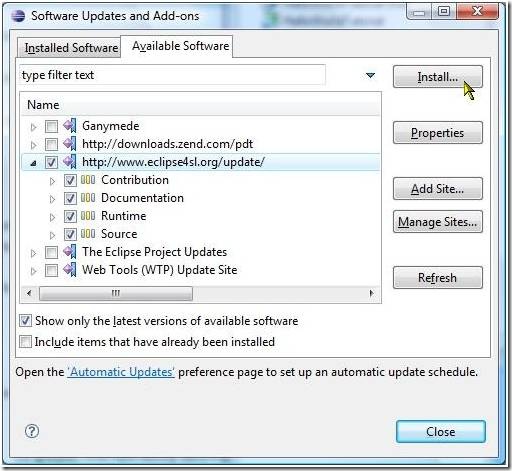 Software Updates and Add-ons
Installed Software
Available Software
type filter text
Install...
Name
Ganymede
http://downloads.zend.com/pdt
Properties
http://www.eclipse4sl.org/update/
Contribution
Add Site...
Documentation
Runtime
Manage Sites...
Source
The Eclipse Project Updates
Web Tools (WTP) Update Site
Refresh
Show only the latest versions of available software
Include items that have already been installed
Open the 'Automatic Updates' preference page to set up an automatic update schedule.
?
Close